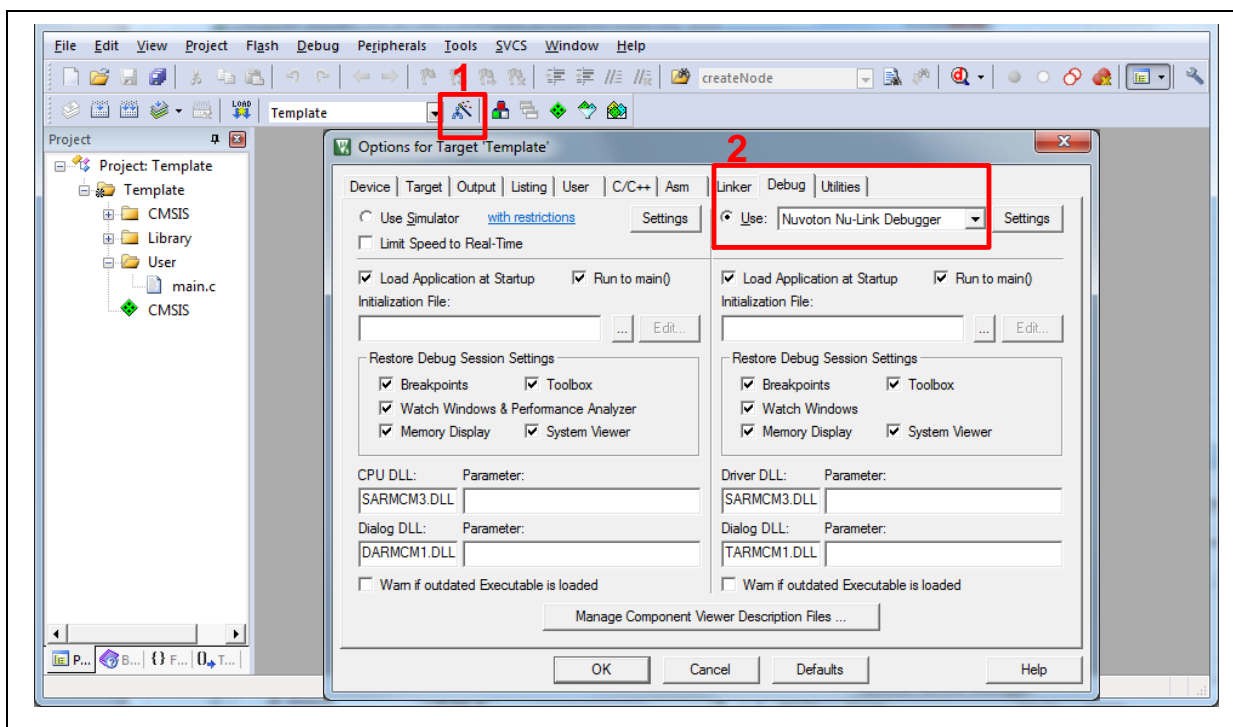 File Edit View Project Flash Debug Peripherals Tools SVCS Window Help
1
createNode
LOAD
Template
Project
Project: Template
Template
CMSIS
Library
User
main.c
CMSIS
P... B... {} F... 0 T...
Options for Target 'Template'
2
Device Target Output Listing User C/C++ Asm Linker Debug Utilities
Use Simulator with restrictions Settings
Use: Nuvoton Nu-Link Debugger Settings
Limit Speed to Real-Time
Load Application at Startup Run to main()
Load Application at Startup Run to main()
Initialization File:
Initialization File:
... Edit...
... Edit...
Restore Debug Session Settings
Breakpoints Toolbox
Watch Windows & Performance Analyzer
Memory Display System Viewer
Restore Debug Session Settings
Breakpoints Toolbox
Watch Windows
Memory Display System Viewer
CPU DLL: Parameter:
SARMCM3.DLL
Dialog DLL: Parameter:
DARMCM1.DLL
Warn if outdated Executable is loaded
Driver DLL: Parameter:
SARMCM3.DLL
Dialog DLL: Parameter:
TARMCM1.DLL
Warn if outdated Executable is loaded
Manage Component Viewer Description Files ...
OK Cancel Defaults Help